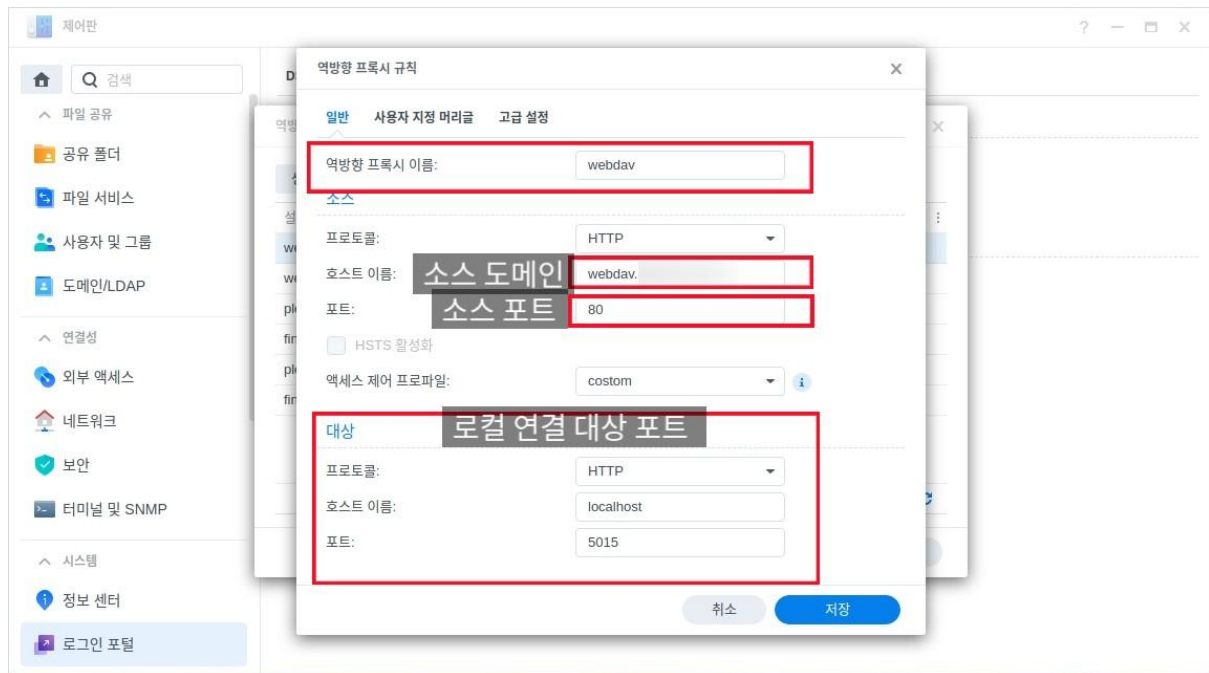 제어판
검색
파일 공유
공유 폴더
파일 서비스
사용자 및 그룹
도메인/LDAP
연결성
외부 액세스
네트워크
보안
터미널 및 SNMP
시스템
정보 센터
로그인 포털
역방향 프록시 규칙
일반 사용자 지정 머리글 고급 설정
역방향 프록시 이름: webdav
소스
프로토콜: HTTP
호스트 이름: 소스 도메인 webdav.
포트: 소스 포트 80
HSTS 활성화
액세스 제어 프로파일: costom
대상 로컬 연결 대상 포트
프로토콜: HTTP
호스트 이름: localhost
포트: 5015
취소 저장